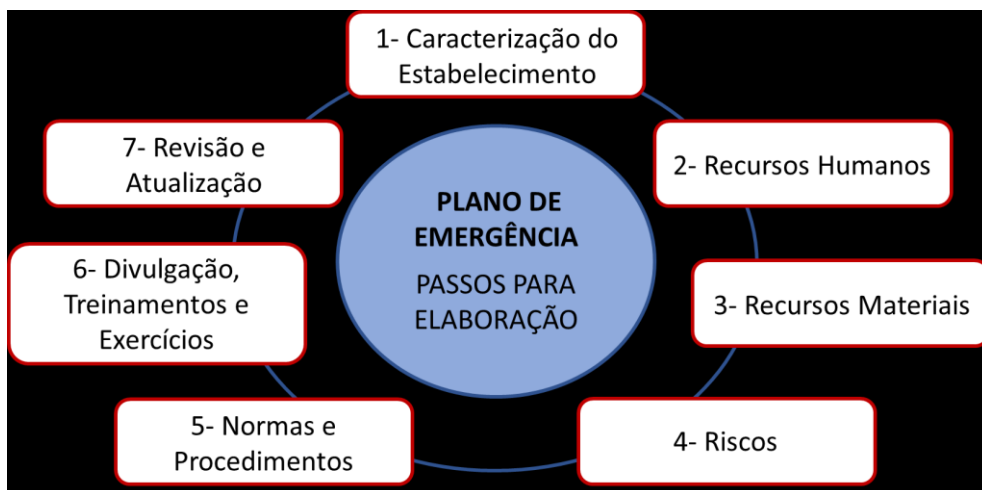 1- Caracterização do
Estabelecimento
2- Recursos Humanos
3- Recursos Materiais
4- Riscos
5- Normas e
Procedimentos
6- Divulgação,
Treinamentos e
Exercícios
7- Revisão e
Atualização
PLANO DE
EMERGÊNCIA
PASSOS PARA
ELABORAÇÃO